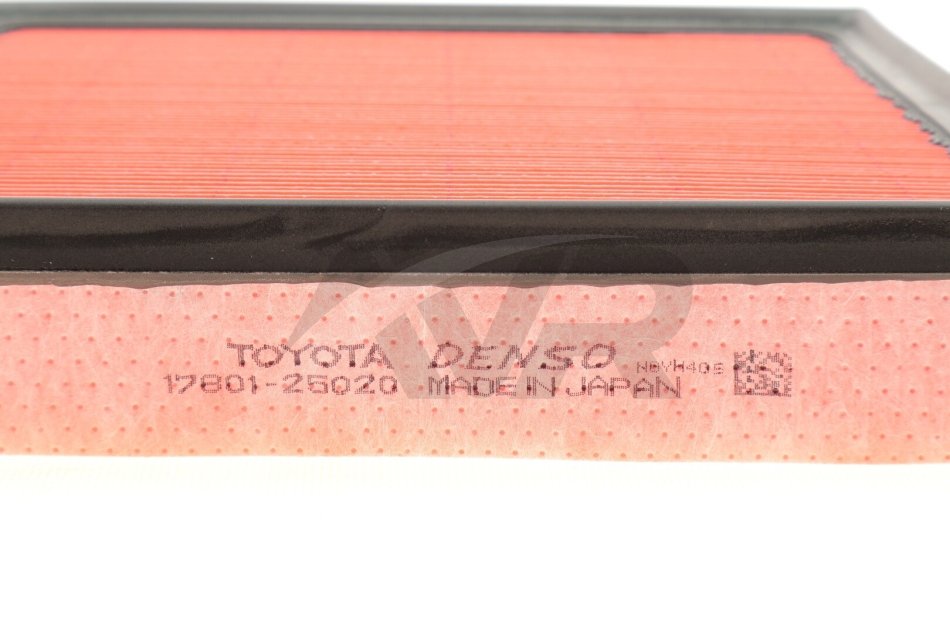 TOYOTA DENSO
17801-25020 MADE IN JAPAN